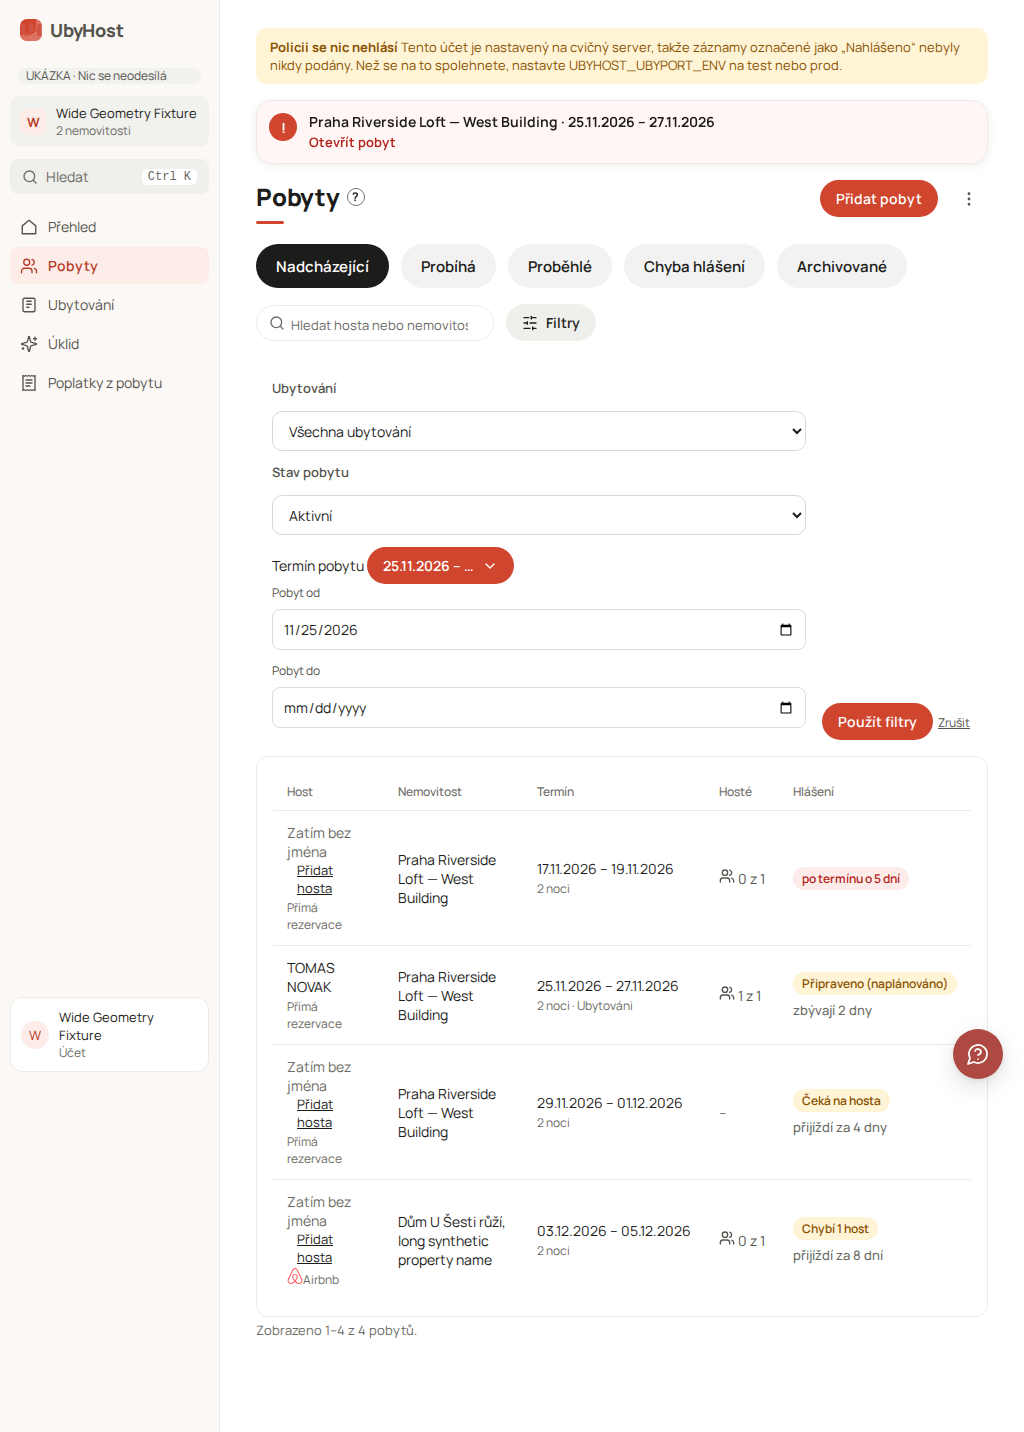 UbyHost
UKÁZKA · Nic se neodesílá
W
Wide Geometry Fixture
2 nemovitosti
Hledat
Ctrl K
Přehled
Pobyty
Ubytování
Úklid
Poplatky z pobytu
W
Wide Geometry
Fixture
Účet
Policii se nic nehlásí Tento účet je nastavený na cvičný server, takže záznamy označené jako „Nahlášeno“ nebyly
nikdy podány. Než se na to spolehnete, nastavte UBYHOST_UBYPORT_ENV na test nebo prod.
!
Praha Riverside Loft — West Building · 25.11.2026 – 27.11.2026
Otevřít pobyt
Pobyty
?
Přidat pobyt
Nadcházející
Probíhá
Proběhlé
Chyba hlášení
Archivované
Hledat hosta nebo nemovitos
Filtry
Ubytování
Všechna ubytování
Stav pobytu
Aktivní
Termín pobytu
25.11.2026 – …
Pobyt od
11/25/2026
Pobyt do
mm/dd/yyyy
Použít filtry
Zrušit
Host
Nemovitost
Termín
Hosté
Hlášení
Zatím bez
jména
Přidat
hosta
Přímá
rezervace
Praha Riverside
Loft — West
Building
17.11.2026 – 19.11.2026
2 noci
0 z 1
po termínu o 5 dní
TOMAS
NOVAK
Přímá
rezervace
Praha Riverside
Loft — West
Building
25.11.2026 – 27.11.2026
2 noci · Ubytováni
1 z 1
Připraveno (naplánováno)
zbývají 2 dny
Zatím bez
jména
Přidat
hosta
Přímá
rezervace
Praha Riverside
Loft — West
Building
29.11.2026 – 01.12.2026
2 noci
–
Čeká na hosta
přijíždí za 4 dny
Zatím bez
jména
Přidat
hosta
Airbnb
Dům U Šesti růží,
long synthetic
property name
03.12.2026 – 05.12.2026
2 noci
0 z 1
Chybí 1 host
přijíždí za 8 dní
Zobrazeno 1–4 z 4 pobytů.